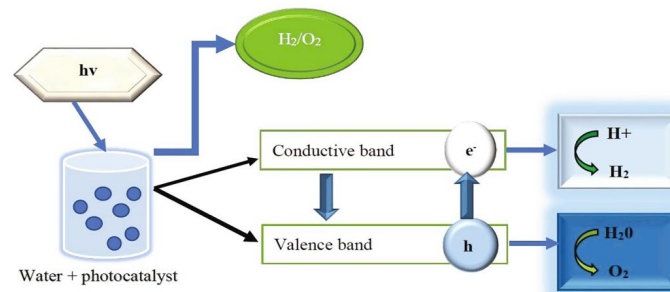 H₂/O₂
hv
Conductive band
e⁻
H+
H₂
Valence band
h
H₂0
O₂
Water + photocatalyst